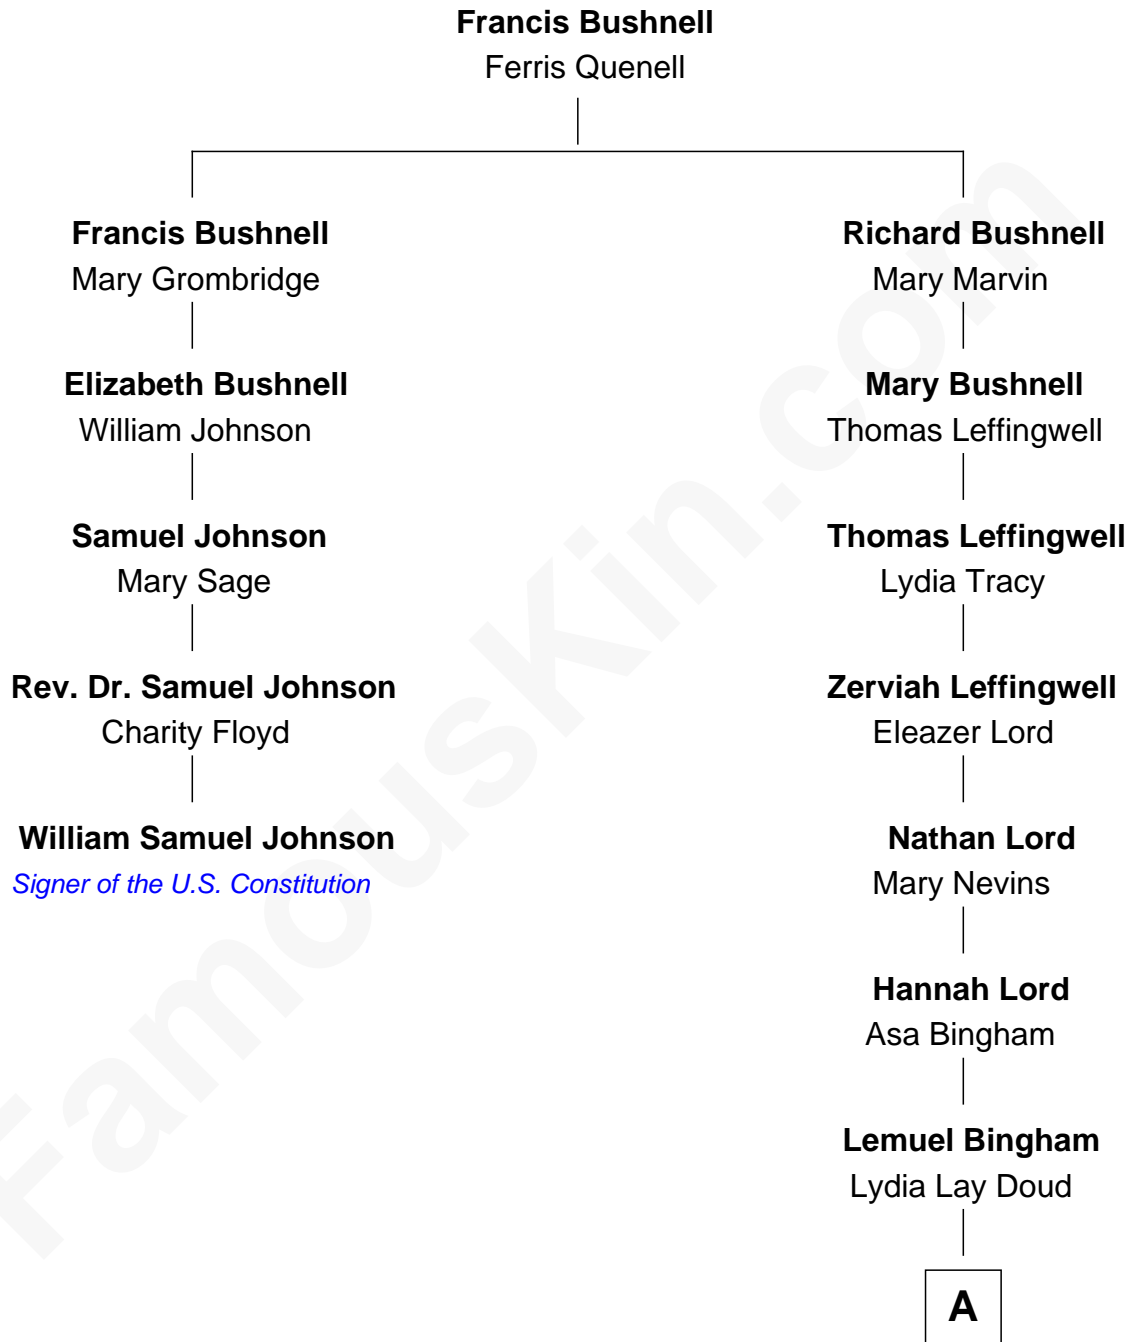 Francis Bushnell
Ferris Quenell
Francis Bushnell
Mary Grombridge
Elizabeth Bushnell
William Johnson
Samuel Johnson
Mary Sage
Rev. Dr. Samuel Johnson
Charity Floyd
William Samuel Johnson
Signer of the U.S. Constitution
Richard Bushnell
Mary Marvin
Mary Bushnell
Thomas Leffingwell
Thomas Leffingwell
Lydia Tracy
Zerviah Leffingwell
Eleazer Lord
Nathan Lord
Mary Nevins
Hannah Lord
Asa Bingham
Lemuel Bingham
Lydia Lay Doud
A
FamousKin.com